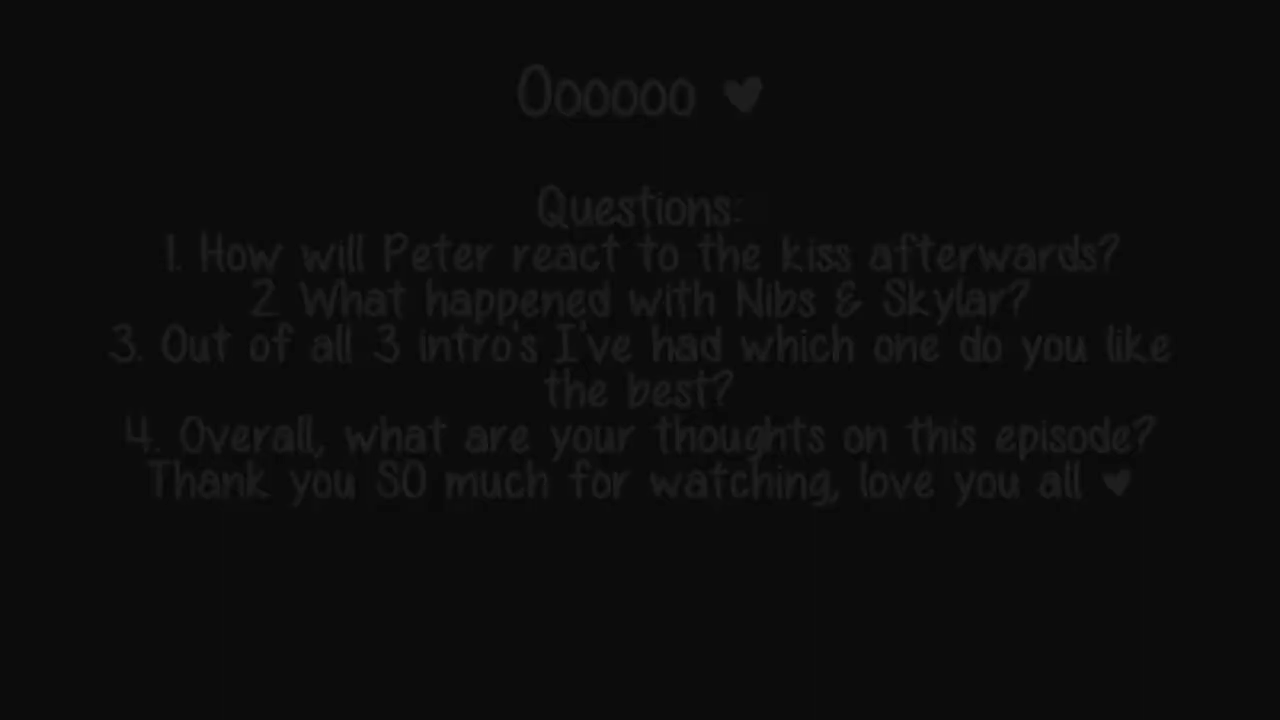 Oooooo ♥
Questions:
1. How will Peter react to the kiss afterwards?
2. What happened with Nibs & Skylar?
3. Out of all 3 intro's I've had which one do you like
the best?
4. Overall, what are your thoughts on this episode?
Thank you SO much for watching, love you all ♥